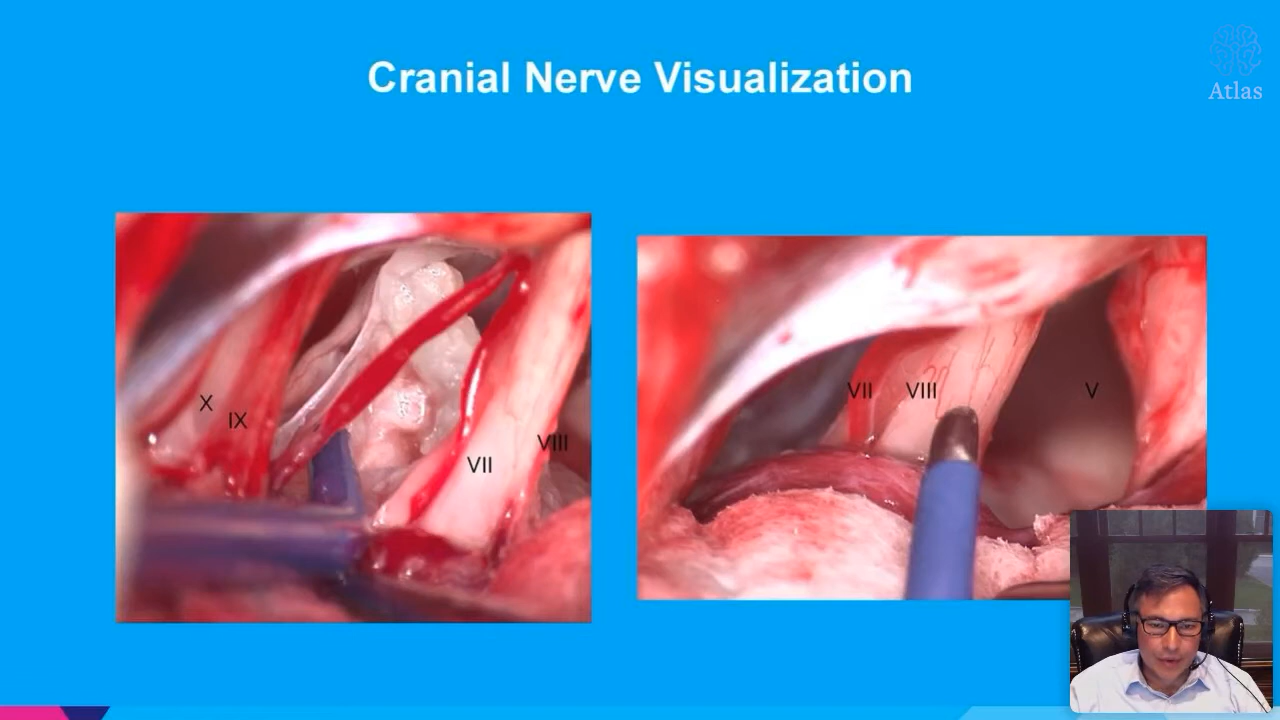 Cranial Nerve Visualization
Atlas
X
IX
VII
VIII
VII
VIII
V